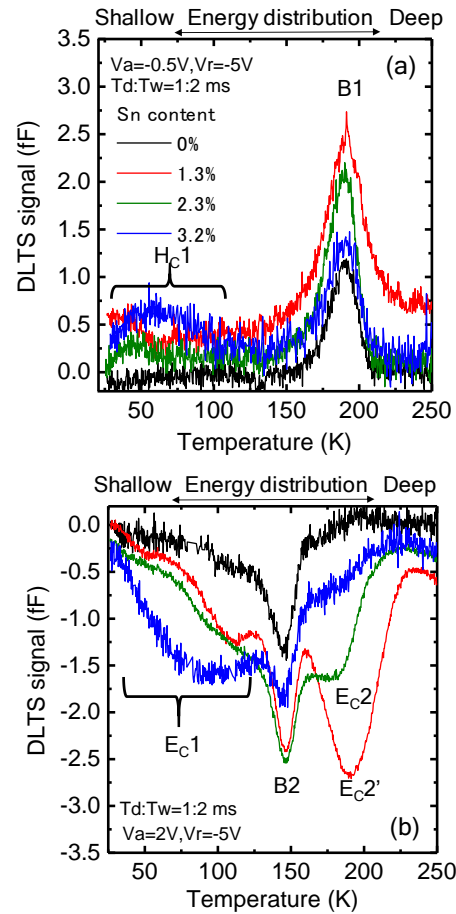 Shallow Energy distribution Deep
3.5
3.0
2.5
2.0
1.5
1.0
0.5
0.0
DLTS signal (fF)
Va=-0.5V,Vr=-5V
(a)
Td:Tw=1:2 ms
B1
Sn content
0%
1.3%
2.3%
3.2%
HC1
50 100 150 200 250
Temperature (K)
Shallow Energy distribution Deep
0.0
-0.5
-1.0
-1.5
-2.0
-2.5
-3.0
-3.5
DLTS signal (fF)
EC1
EC2
B2
EC2'
Td:Tw=1:2 ms
Va=2V,Vr=-5V
(b)
50 100 150 200 250
Temperature (K)